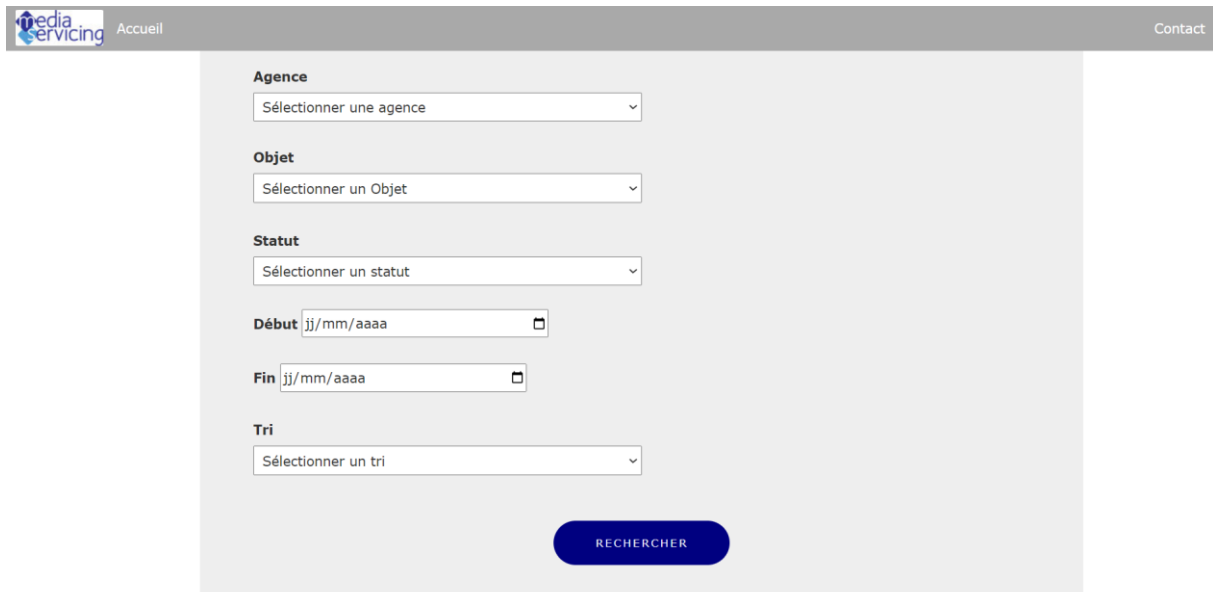 media
servicing
Accueil
Contact
Agence
Sélectionner une agence
Objet
Sélectionner un Objet
Statut
Sélectionner un statut
Début jj/mm/aaaa
Fin jj/mm/aaaa
Tri
Sélectionner un tri
RECHERCHER